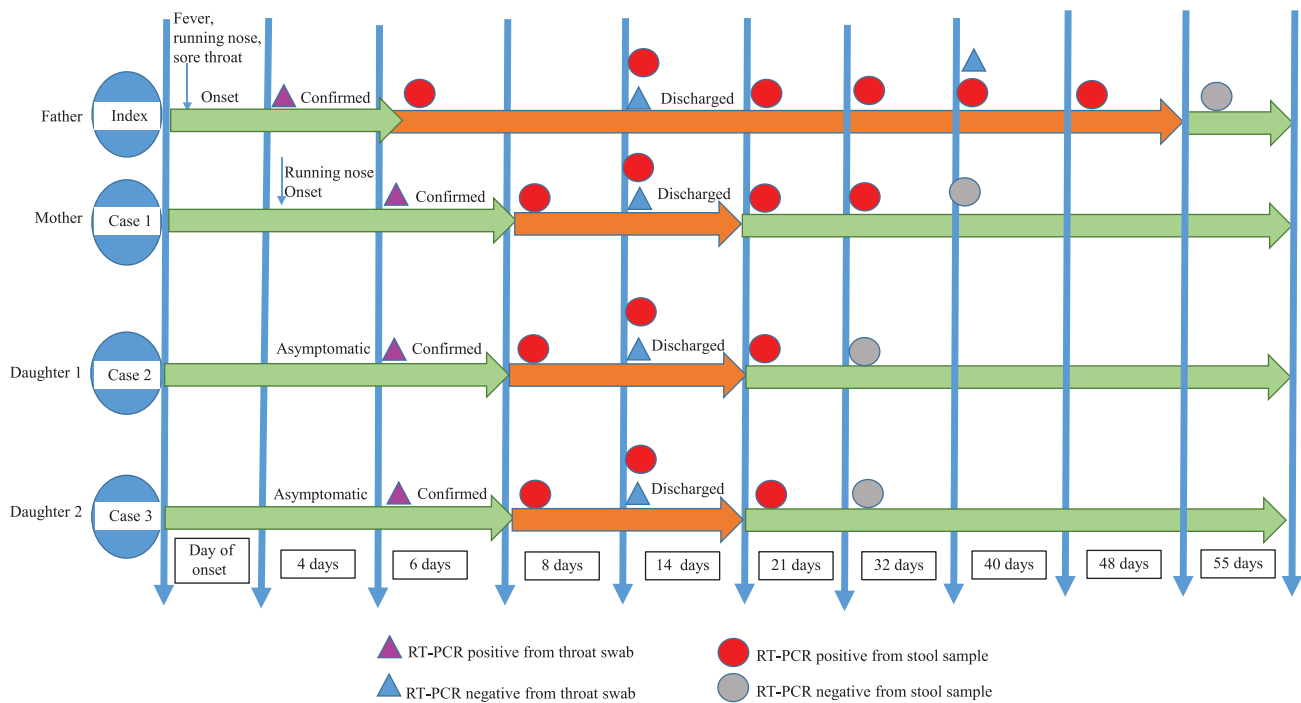 Fever,
running nose,
sore throat
Onset
Confirmed
Discharged
Father
Index
Running nose
Onset
Confirmed
Discharged
Mother
Case 1
Asymptomatic
Confirmed
Discharged
Daughter 1
Case 2
Asymptomatic
Confirmed
Discharged
Daughter 2
Case 3
Day of
onset
4 days
6 days
8 days
14 days
21 days
32 days
40 days
48 days
55 days
RT-PCR positive from throat swab
RT-PCR positive from stool sample
RT-PCR negative from throat swab
RT-PCR negative from stool sample